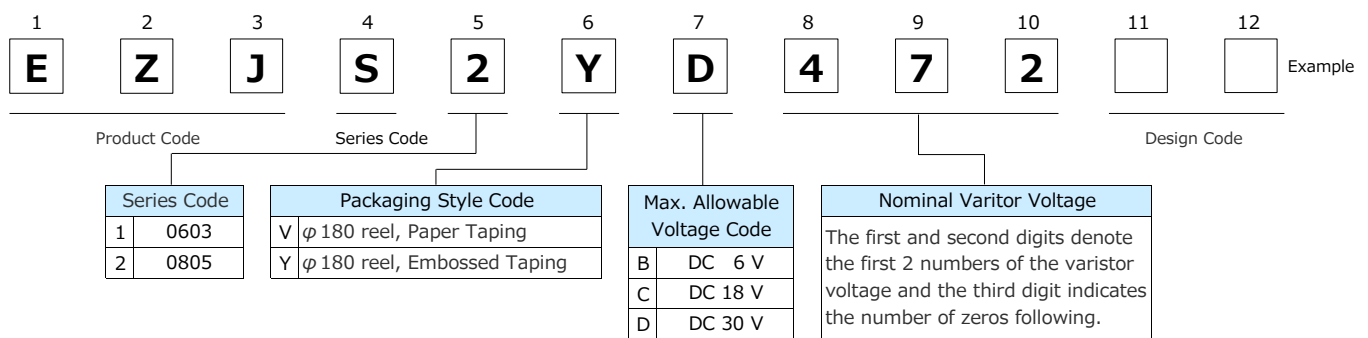 1 2 3 4 5 6 7 8 9 10 11 12
E Z J S 2 Y D 4 7 2 Example
Product Code Series Code Design Code
Series Code
1 0603
2 0805
Packaging Style Code
V φ 180 reel, Paper Taping
Y φ 180 reel, Embossed Taping
Max. Allowable
Voltage Code
B DC 6 V
C DC 18 V
D DC 30 V
Nominal Varitor Voltage
The first and second digits denote
the first 2 numbers of the varistor
voltage and the third digit indicates
the number of zeros following.